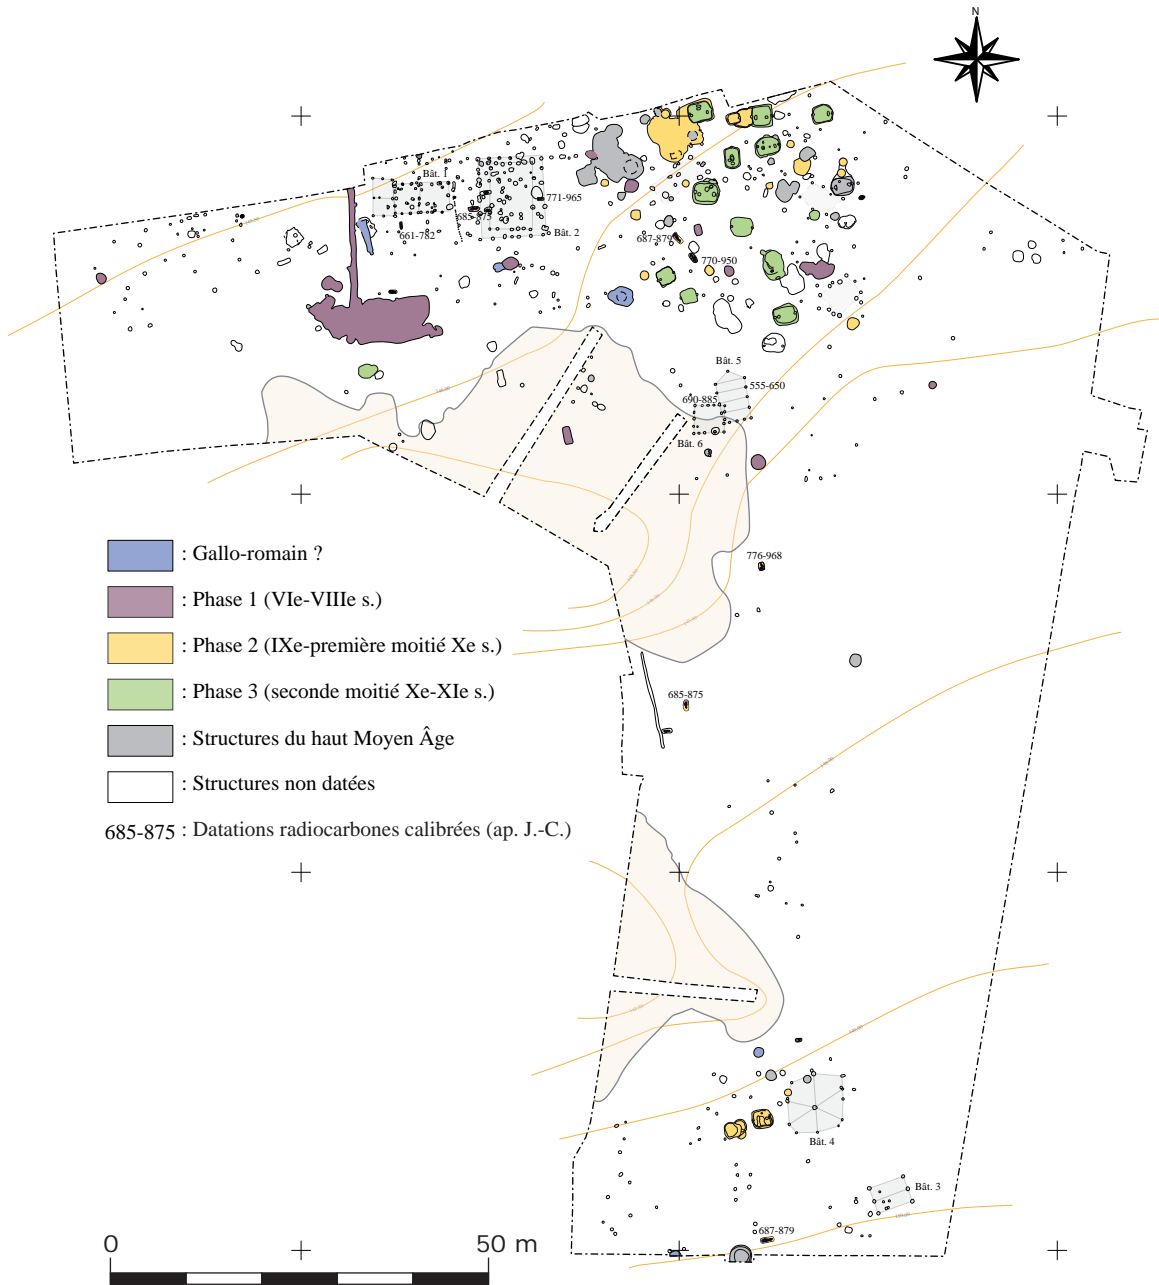 N
Bât. 1
771-965
685-875
661-782
Bât. 2
687-879
770-950
Bât. 5
555-650
690-885
Bât. 6
776-968
685-875
: Gallo-romain ?
: Phase 1 (VIe-VIIIe s.)
: Phase 2 (IXe-première moitié Xe s.)
: Phase 3 (seconde moitié Xe-XIe s.)
: Structures du haut Moyen Âge
: Structures non datées
685-875 : Datations radiocarbones calibrées (ap. J.-C.)
Bât. 4
Bât. 3
687-879
0 50 m